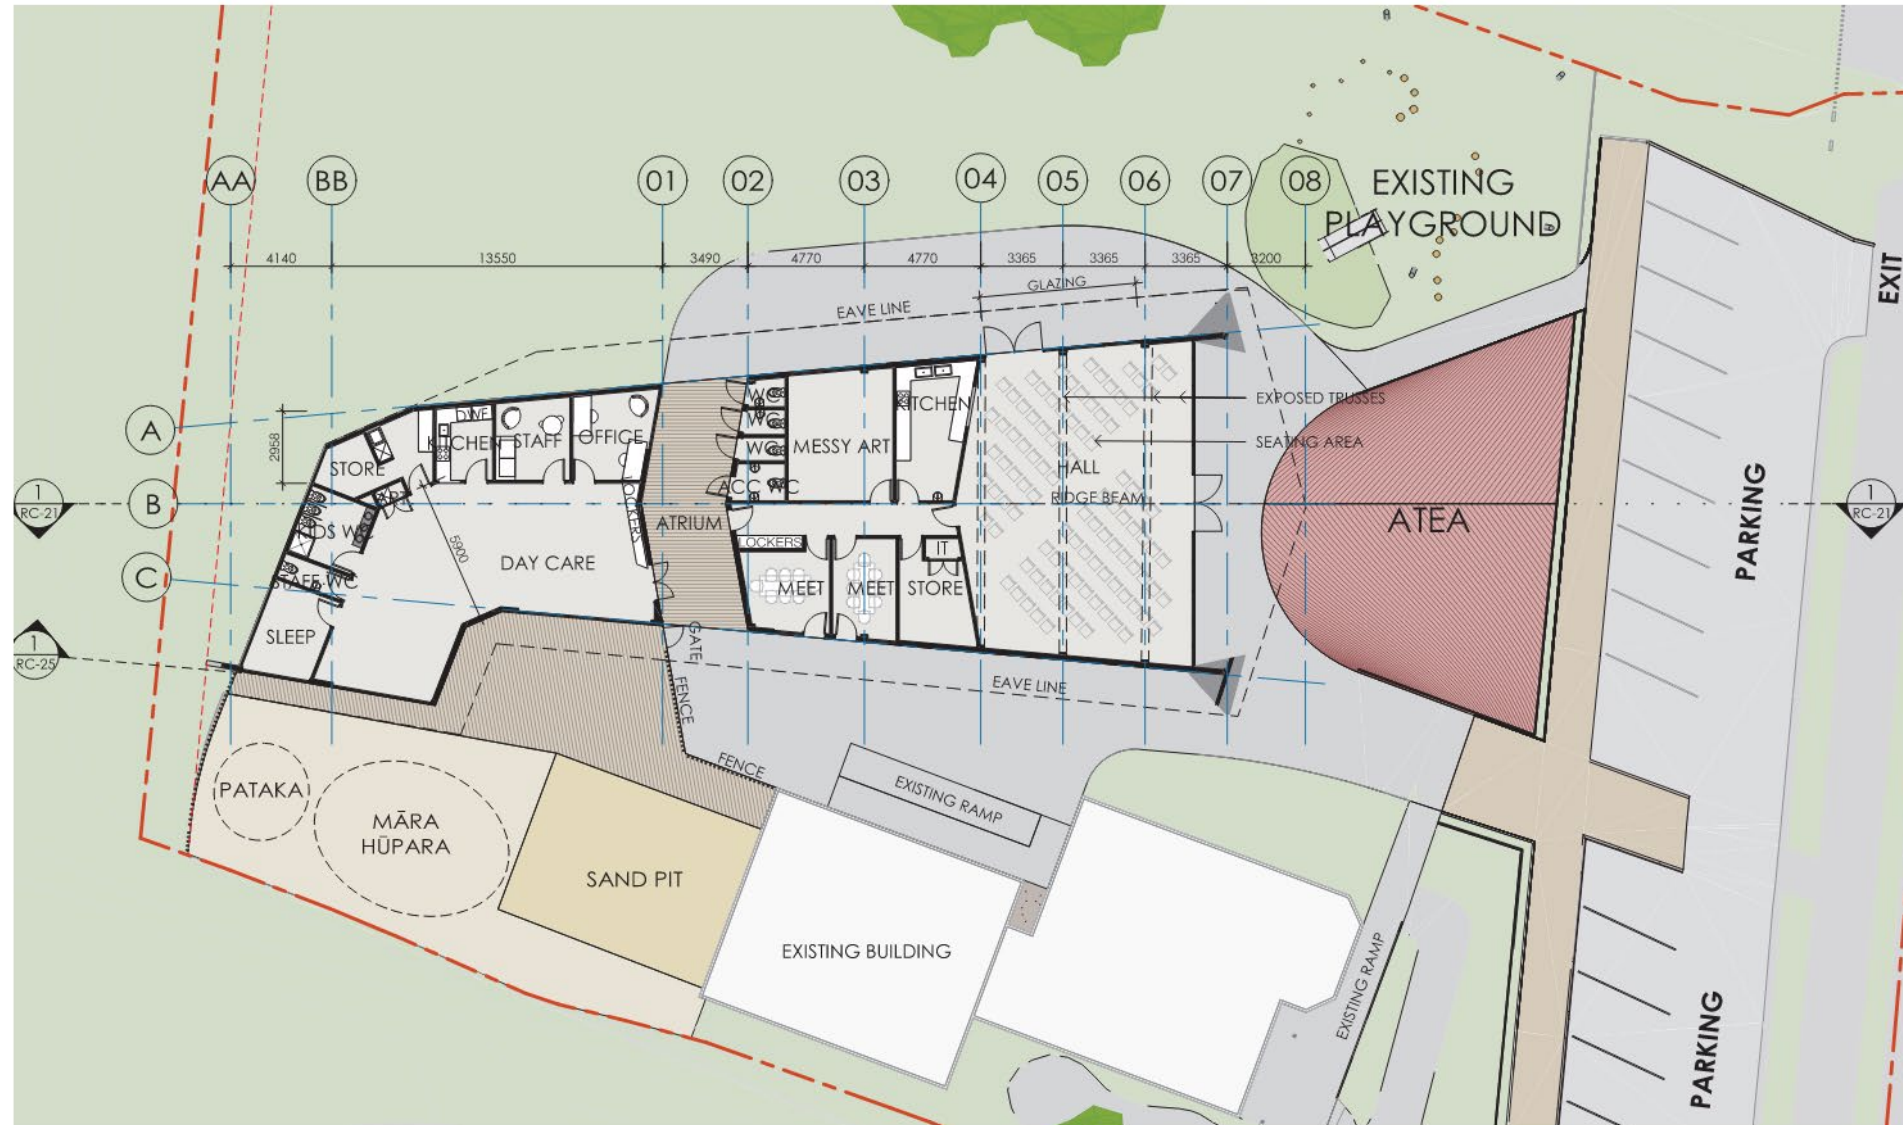 AA
BB
01
02
03
04
05
06
07
08
EXISTING
PLAYGROUND
4140
13550
3490
4770
4770
3365
3365
3365
3200
GLAZING
EAVE LINE
EXIT
A
2958
DWF
KITCHEN
STAFF
OFFICE
STORE
WC
WC
WC
ACC WC
MESSY ART
KITCHEN
EXPOSED TRUSSES
SEATING AREA
HALL
RIDGE BEAM
1
RC-21
B
ART
LOCKERS
ATRIUM
ATEA
PARKING
1
RC-21
KIDS WC
5900
DAY CARE
LOCKERS
IT
C
STAFF WC
MEET
MEET
STORE
1
RC-25
SLEEP
GATE
FENCE
EAVE LINE
FENCE
EXISTING RAMP
PATAKA
MĀRA
HŪPARA
SAND PIT
EXISTING BUILDING
EXISTING RAMP
PARKING